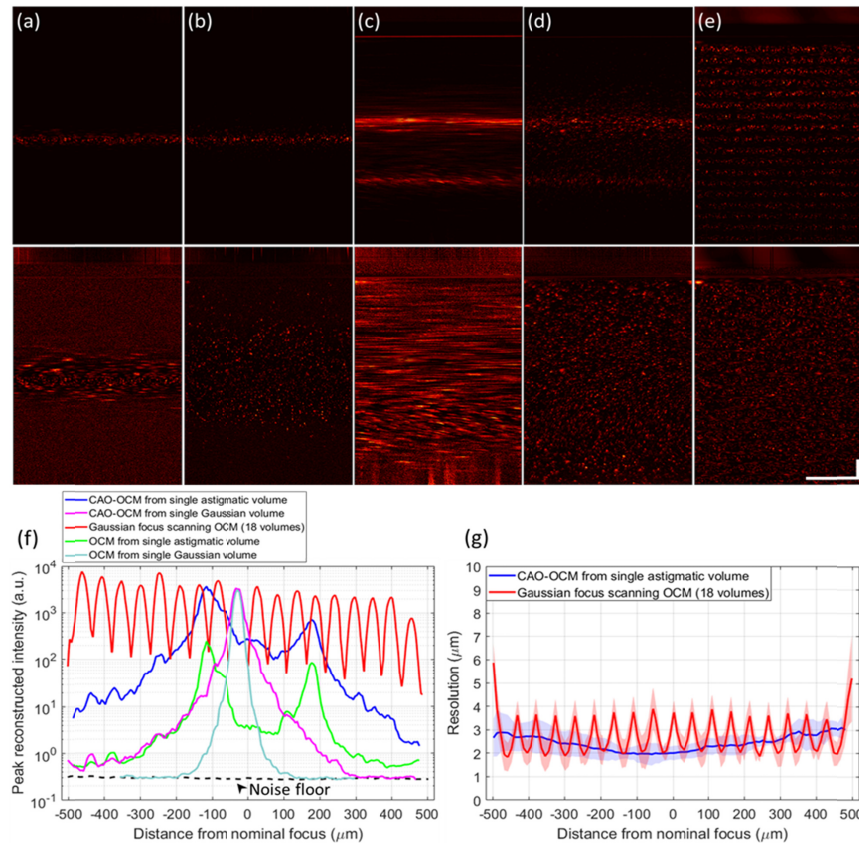 (a) (b) (c) (d) (e)
CAO-OCM from single astigmatic volume
CAO-OCM from single Gaussian volume
Gaussian focus scanning OCM (18 volumes)
OCM from single astigmatic volume
OCM from single Gaussian volume
(f)
Peak reconstructed intensity (a.u.)
10^4
10^3
10^2
10^1
10^0
10^-1
Noise floor
-500 -400 -300 -200 -100 0 100 200 300 400 500
Distance from nominal focus (μm)
(g)
CAO-OCM from single astigmatic volume
Gaussian focus scanning OCM (18 volumes)
Resolution (μm)
10
9
8
7
6
5
4
3
2
1
0
-500 -400 -300 -200 -100 0 100 200 300 400 500
Distance from nominal focus (μm)